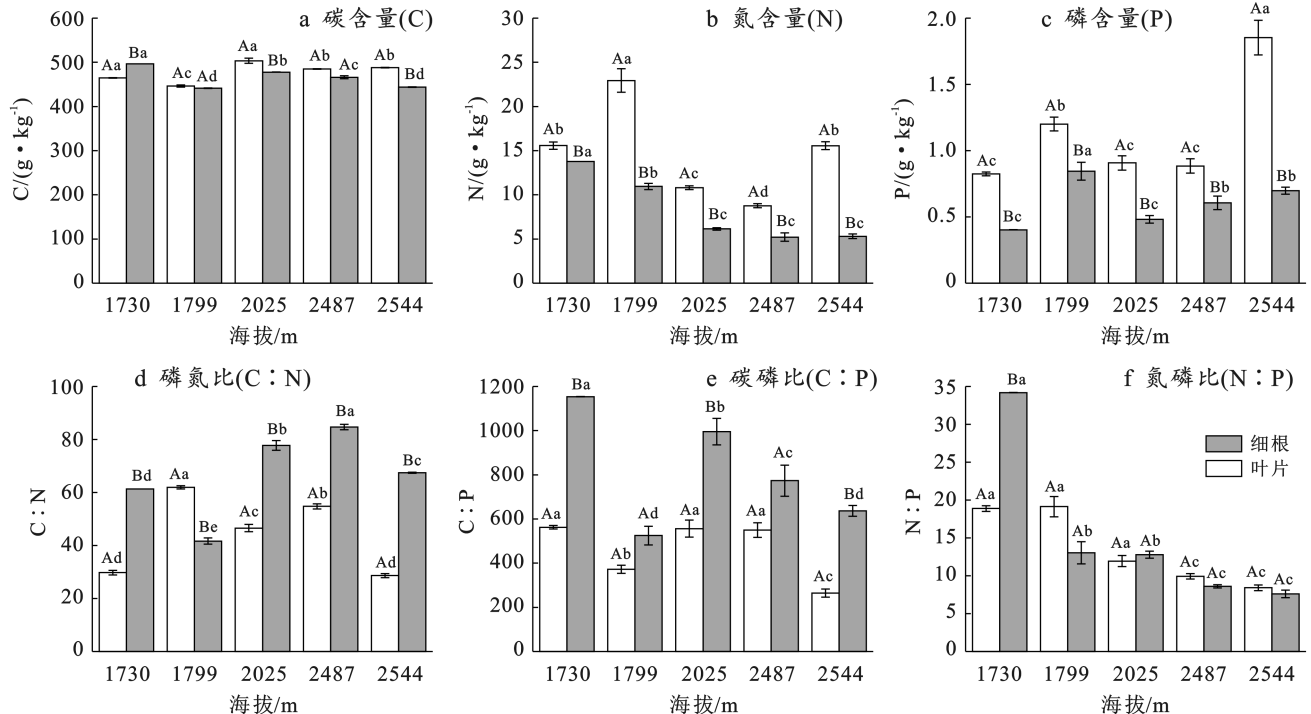 a 碳含量(C)
C/(g·kg⁻¹)
600
500
400
300
200
100
0
Aa Ba
Ac Ad
Aa Bb
Ab Bb
Ab Bd
1730 1799 2025 2487 2544
海拔/m
b 氮含量(N)
N/(g·kg⁻¹)
30
25
20
15
10
5
0
Ab Ba
Aa Bb
Ac Bc
Ad Bc
Ab Bc
1730 1799 2025 2487 2544
海拔/m
c 磷含量(P)
P/(g·kg⁻¹)
2.0
1.5
1.0
0.5
0
Ac Bc
Ab Ba
Ac Bc
Ac Bb
Aa Bb
1730 1799 2025 2487 2544
海拔/m
d 磷氮比(C∶N)
C∶N
100
80
60
40
20
0
Ad Bd
Aa Be
Ac Bb
Ab Ba
Ad Bc
1730 1799 2025 2487 2544
海拔/m
e 碳磷比(C∶P)
C∶P
1200
1000
800
600
400
200
0
Aa Ba
Ab Ad
Aa Bb
Aa Ac
Ac Bd
1730 1799 2025 2487 2544
海拔/m
f 氮磷比(N∶P)
N∶P
35
30
25
20
15
10
5
0
Aa Ba
Aa Ab
Aa Ab
Ac Ac
Ac Ac
细根
叶片
1730 1799 2025 2487 2544
海拔/m